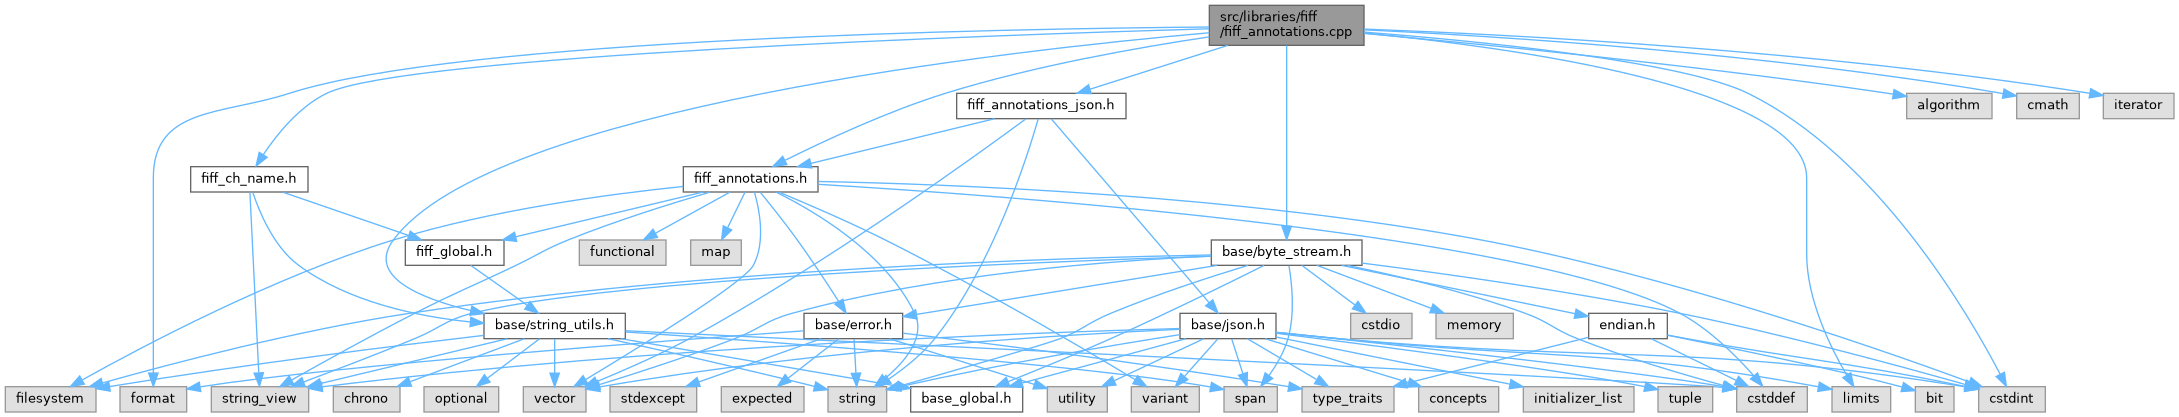 src/libraries/fiff
/fiff_annotations.cpp
fiff_annotations_json.h
algorithm
cmath
iterator
fiff_ch_name.h
fiff_annotations.h
fiff_global.h
functional
map
base/byte_stream.h
base/string_utils.h
base/error.h
base/json.h
cstdio
memory
endian.h
filesystem
format
string_view
chrono
optional
vector
stdexcept
expected
string
base_global.h
utility
variant
span
type_traits
concepts
initializer_list
tuple
cstddef
limits
bit
cstdint